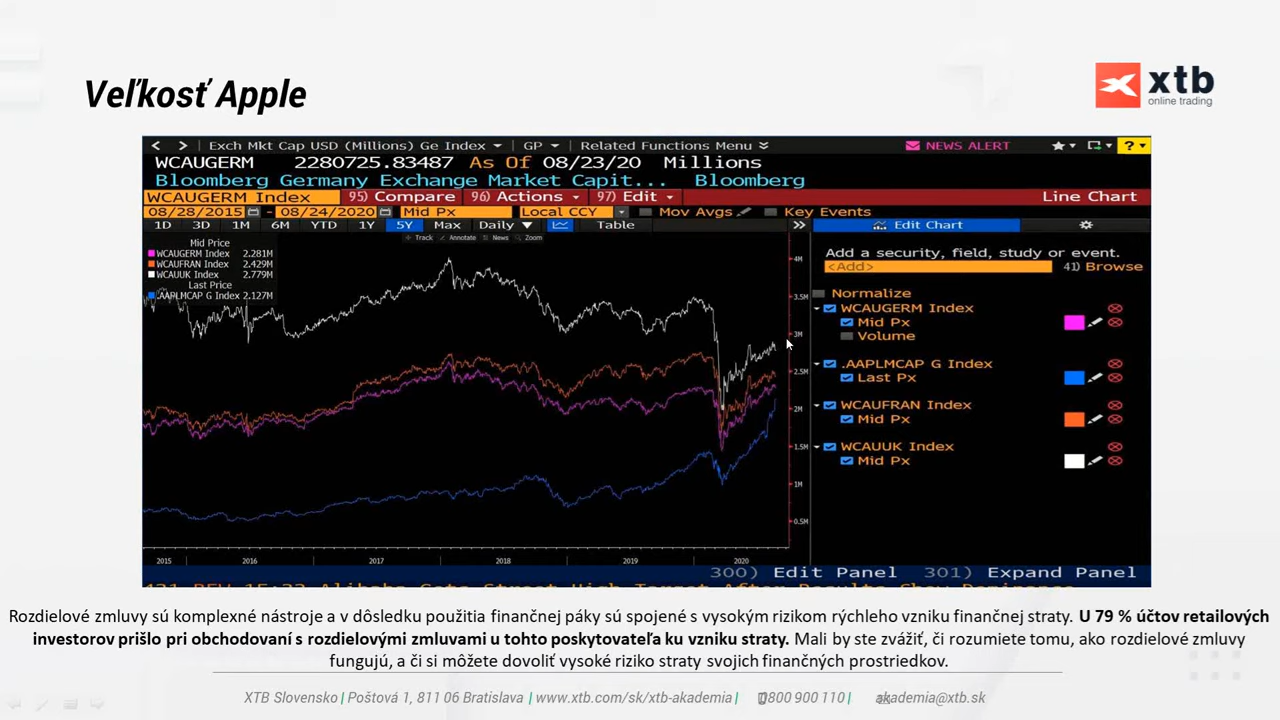 Veľkosť Apple
xtb
online trading
Exch Mkt Cap USD (Millions) Ge Index GP Related Functions Menu NEWS ALERT ?
WCAUGERM 2280725.83487 As Of 08/23/20 Millions
Bloomberg Germany Exchange Market Capit... Bloomberg
WCAUGERM Index 95) Compare 96) Actions 97) Edit Line Chart
08/28/2015 - 08/24/2020 Mid Px Local CCY Mov Avgs Key Events
1D 3D 1M 6M YTD 1Y 5Y Max Daily Table » Edit Chart
Track Annotate News Zoom
Mid Price
WCAUGERM Index 2.281M
WCAUFRAN Index 2.429M
WCAUUK Index 2.779M
Last Price
.AAPLMCAP G Index 2.127M
4M
3.5M
3M
2.5M
2M
1.5M
1M
0.5M
2015 2016 2017 2018 2019 2020
Add a security, field, study or event.
<Add> 41) Browse
Normalize
WCAUGERM Index
Mid Px
Volume
.AAPLMCAP G Index
Last Px
WCAUFRAN Index
Mid Px
WCAUUK Index
Mid Px
300) Edit Panel 301) Expand Panel
Rozdielové zmluvy sú komplexné nástroje a v dôsledku použitia finančnej páky sú spojené s vysokým rizikom rýchleho vzniku finančnej straty. U 79 % účtov retailových
investorov prišlo pri obchodovaní s rozdielovými zmluvami u tohto poskytovateľa ku vzniku straty. Mali by ste zvážiť, či rozumiete tomu, ako rozdielové zmluvy
fungujú, a či si môžete dovoliť vysoké riziko straty svojich finančných prostriedkov.
XTB Slovensko | Poštová 1, 811 06 Bratislava | www.xtb.com/sk/xtb-akademia | 0800 900 110 | akademia@xtb.sk